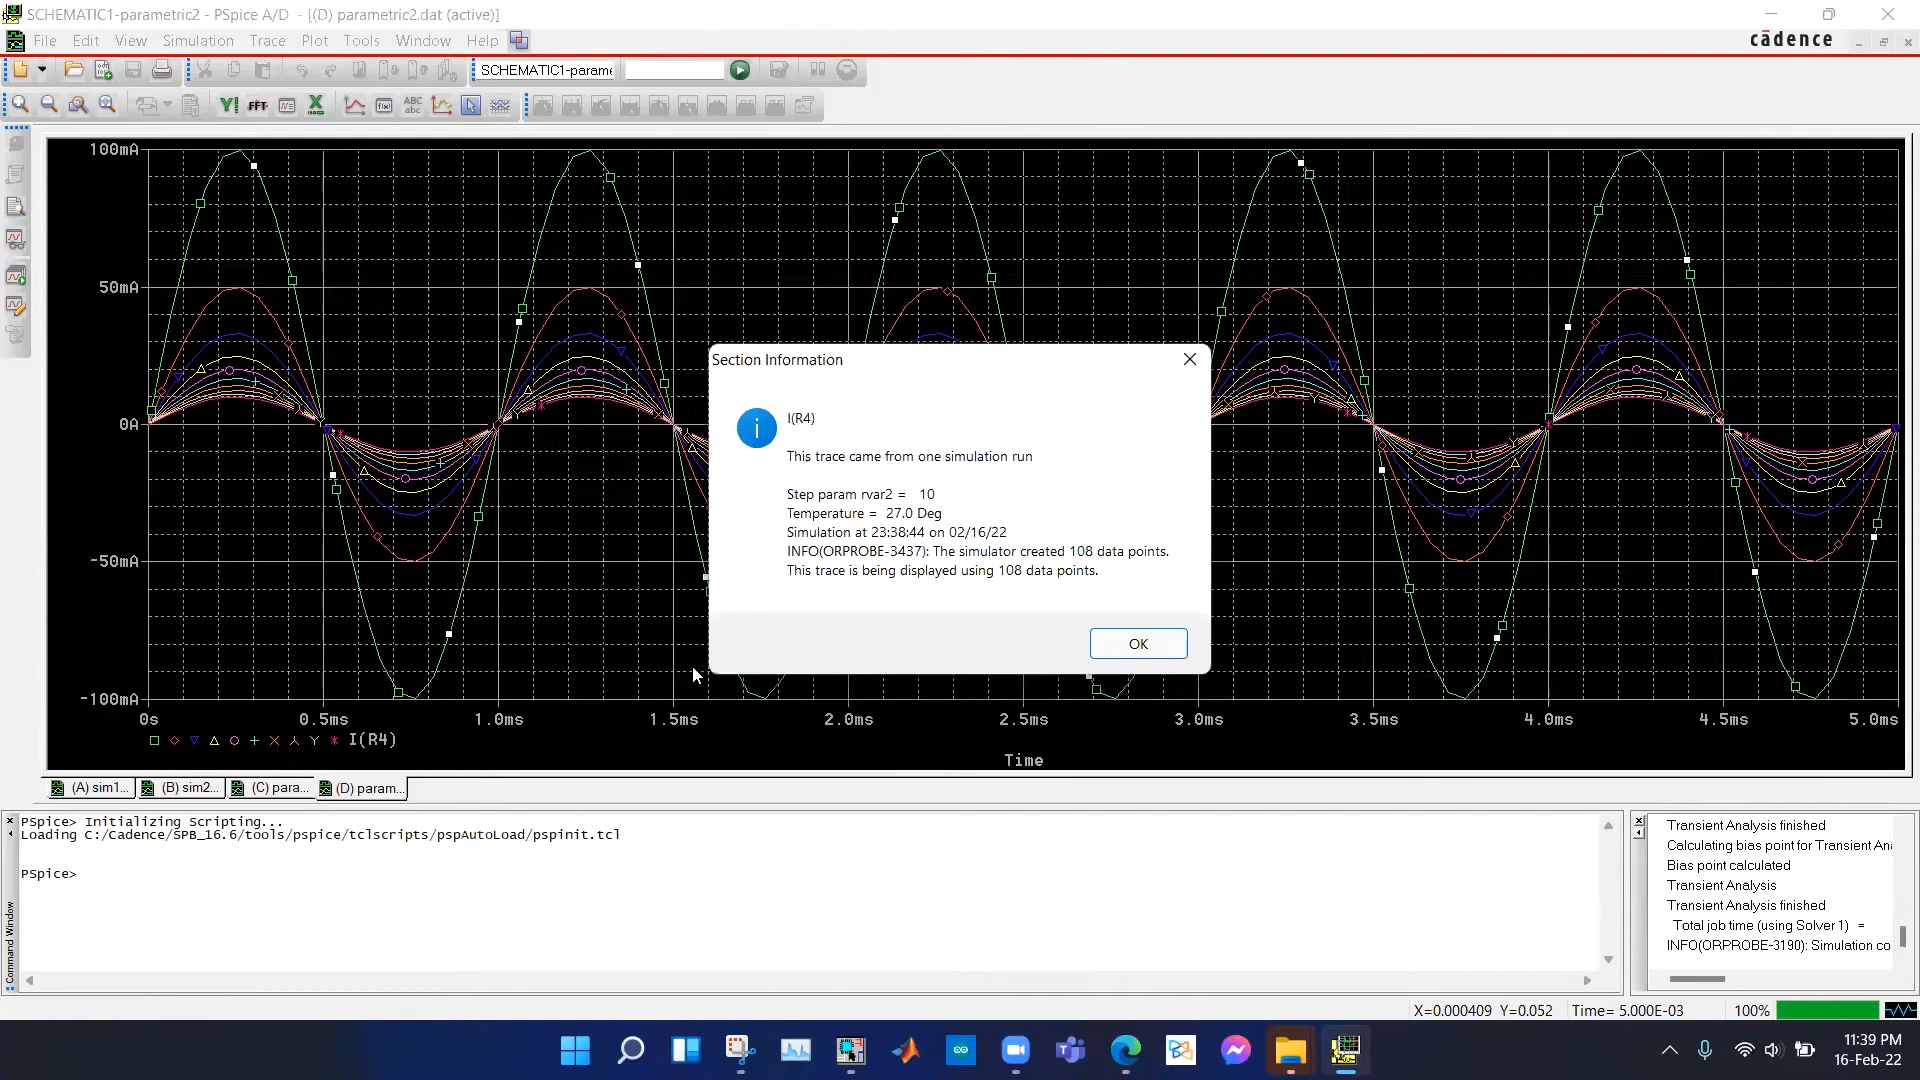 SCHEMATIC1-parametric2 - PSpice A/D - [(D) parametric2.dat (active)]
File Edit View Simulation Trace Plot Tools Window Help
cādence
SCHEMATIC1-parame
FFT
ABC
abc
100mA
50mA
0A
-50mA
-100mA
0s 0.5ms 1.0ms 1.5ms 2.0ms 2.5ms 3.0ms 3.5ms 4.0ms 4.5ms 5.0ms
I(R4)
Time
Section Information
I(R4)
This trace came from one simulation run
Step param rvar2 = 10
Temperature = 27.0 Deg
Simulation at 23:38:44 on 02/16/22
INFO(ORPROBE-3437): The simulator created 108 data points.
This trace is being displayed using 108 data points.
OK
(A) sim1... (B) sim2... (C) para... (D) param...
PSpice> Initializing Scripting...
Loading C:/Cadence/SPB_16.6/tools/pspice/tclscripts/pspAutoLoad/pspinit.tcl
PSpice>
Command Window
Transient Analysis finished
Calculating bias point for Transient An
Bias point calculated
Transient Analysis
Transient Analysis finished
Total job time (using Solver 1) =
INFO(ORPROBE-3190): Simulation co
X=0.000409 Y=0.052 Time= 5.000E-03 100%
11:39 PM
16-Feb-22